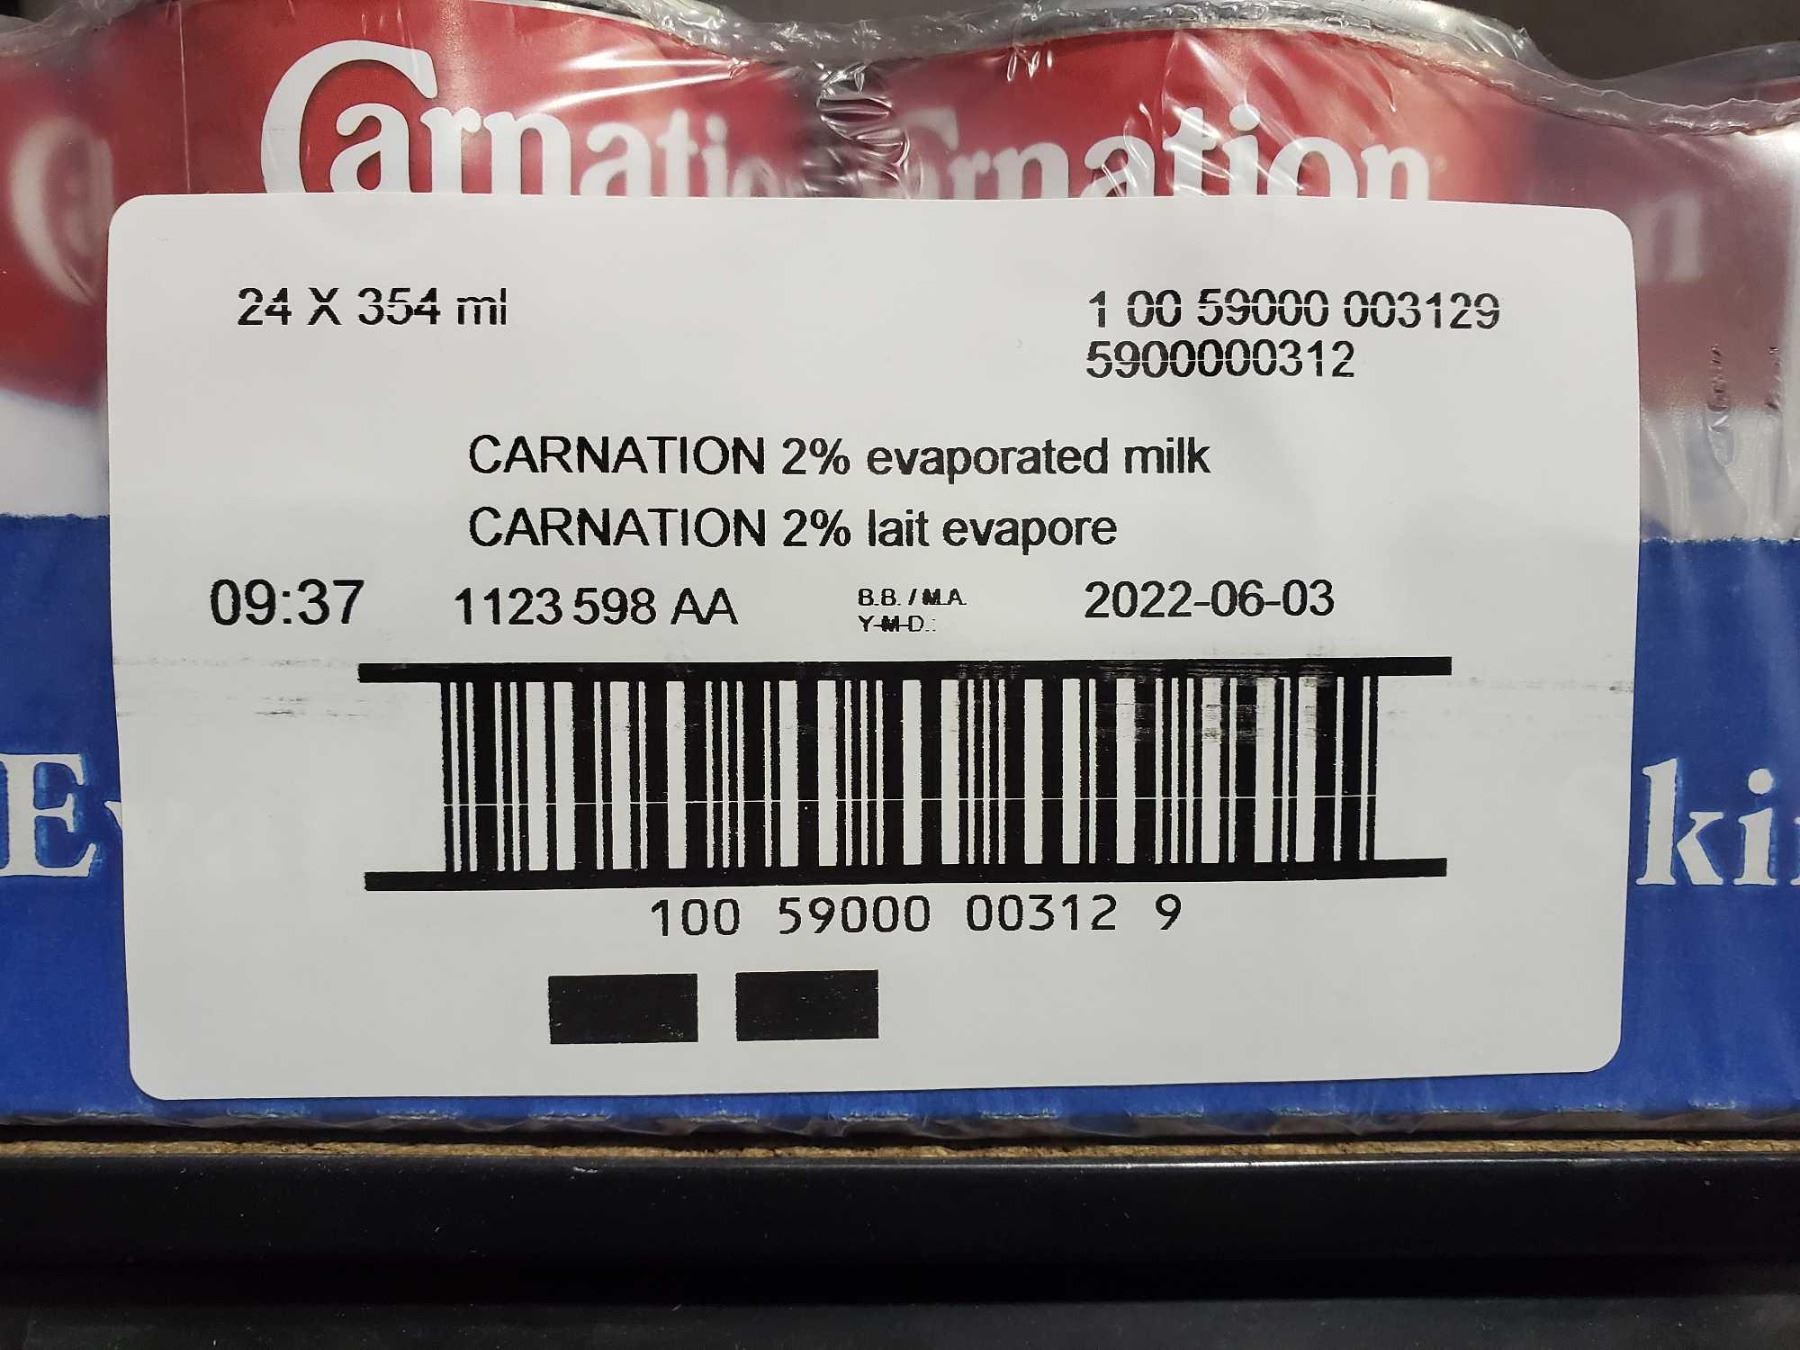 Carnation
24 X 354 ml
1 00 59000 003129
5900000312
CARNATION 2% evaporated milk
CARNATION 2% lait evapore
09:37 1123 598 AA B.B. / M.A. 2022-06-03
Y-M-D.:
100 59000 00312 9